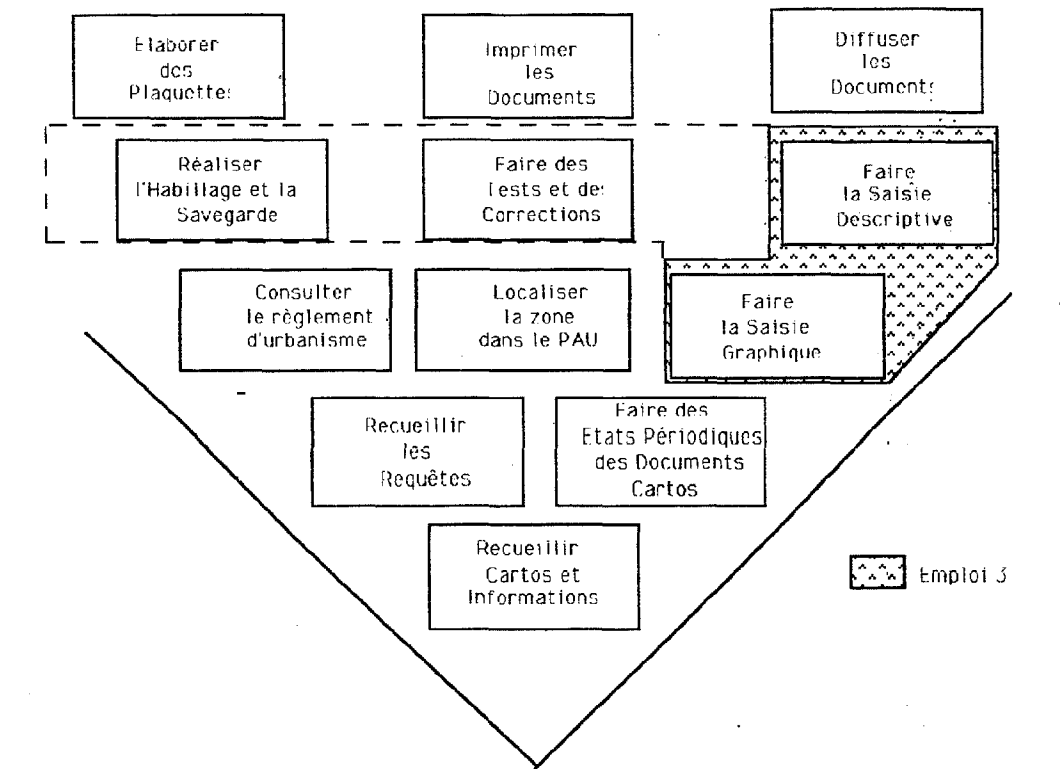 Elaborer
des
Plaquettes
Imprimer
les
Documents
Diffuser
les
Documents
Réaliser
l'Habillage et la
Savegarde
Faire des
Tests et des
Corrections
Faire
la Saisie
Descriptive
Consulter
le règlement
d'urbanisme
Localiser
la zone
dans le PAU
Faire
la Saisie
Graphique
Recueillir
les
Requêtes
Faire des
Etats Périodiques
des Documents
Cartos
Recueillir
Cartos et
Informations
Emploi 3